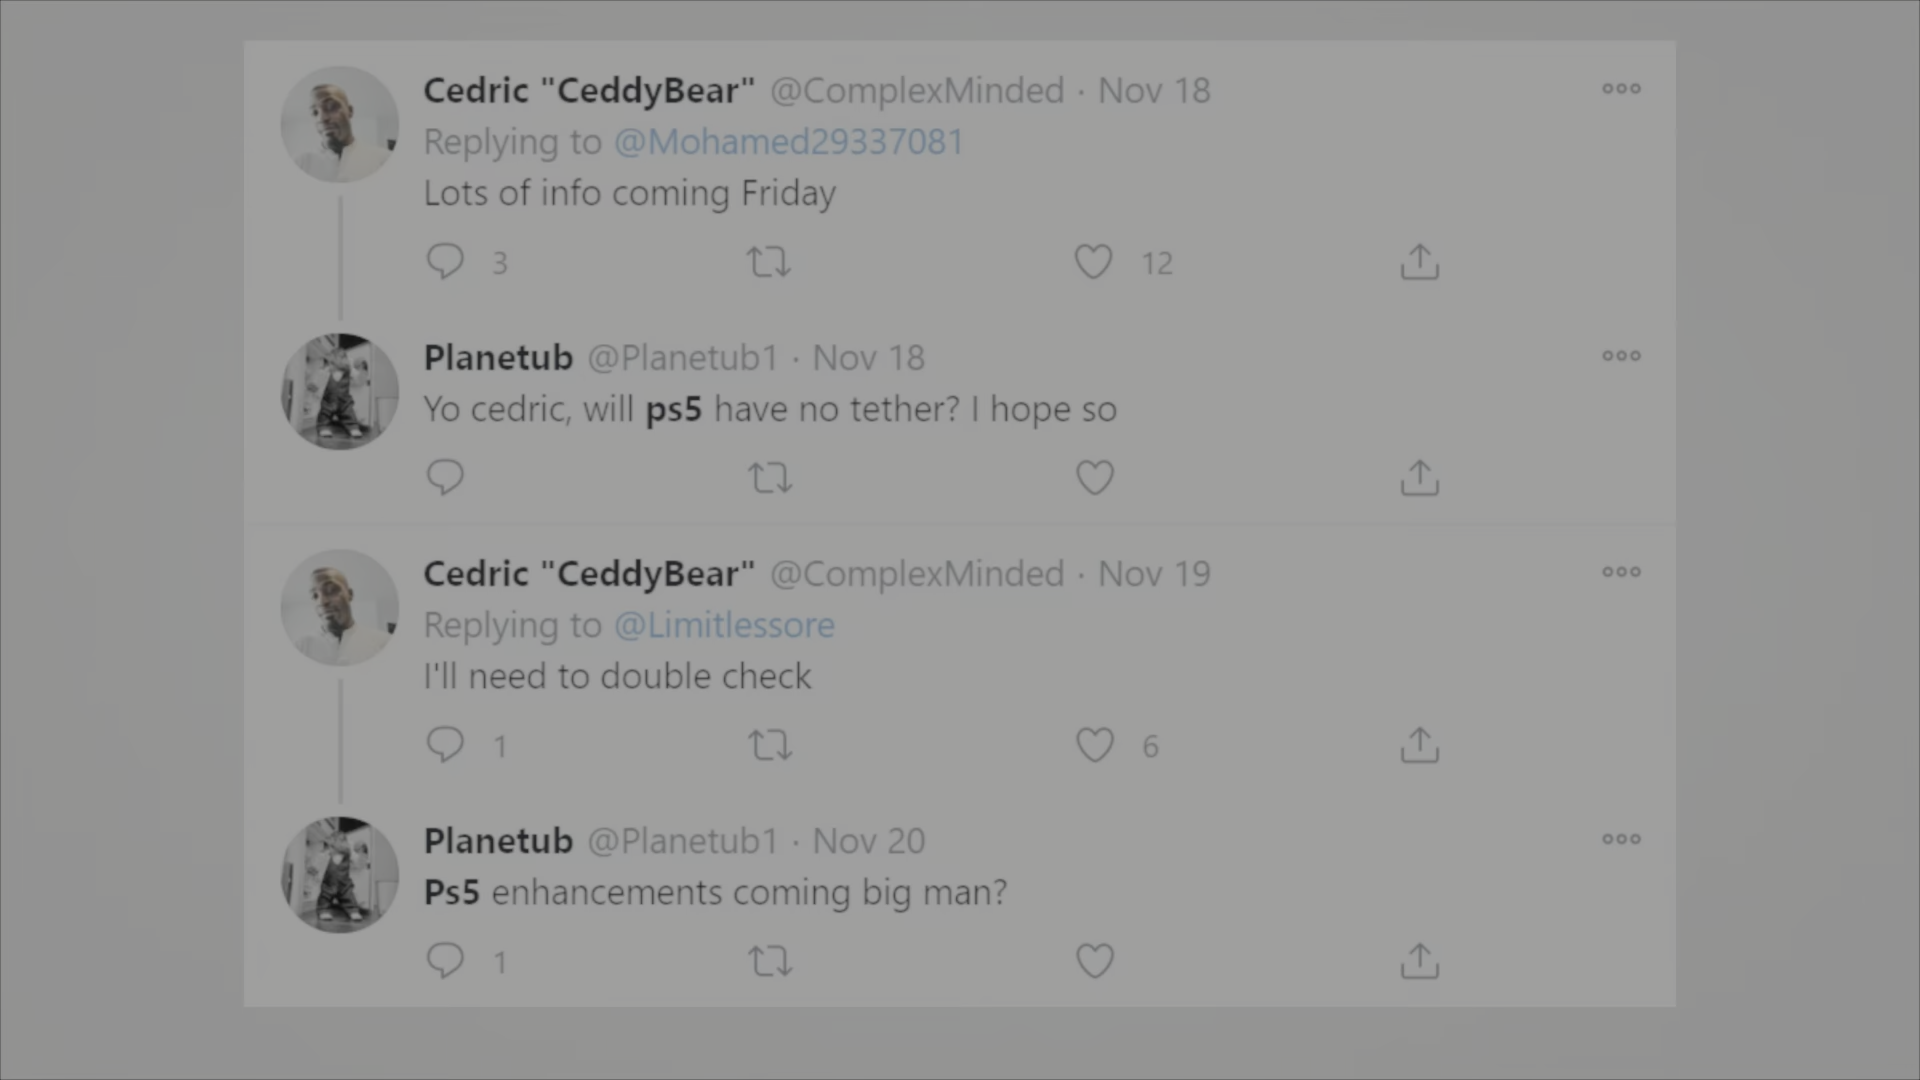 Cedric "CeddyBear" @ComplexMinded · Nov 18
Replying to @Mohamed29337081
Lots of info coming Friday
3 12
Planetub @Planetub1 · Nov 18
Yo cedric, will ps5 have no tether? I hope so
Cedric "CeddyBear" @ComplexMinded · Nov 19
Replying to @Limitlessore
I'll need to double check
1 6
Planetub @Planetub1 · Nov 20
Ps5 enhancements coming big man?
1